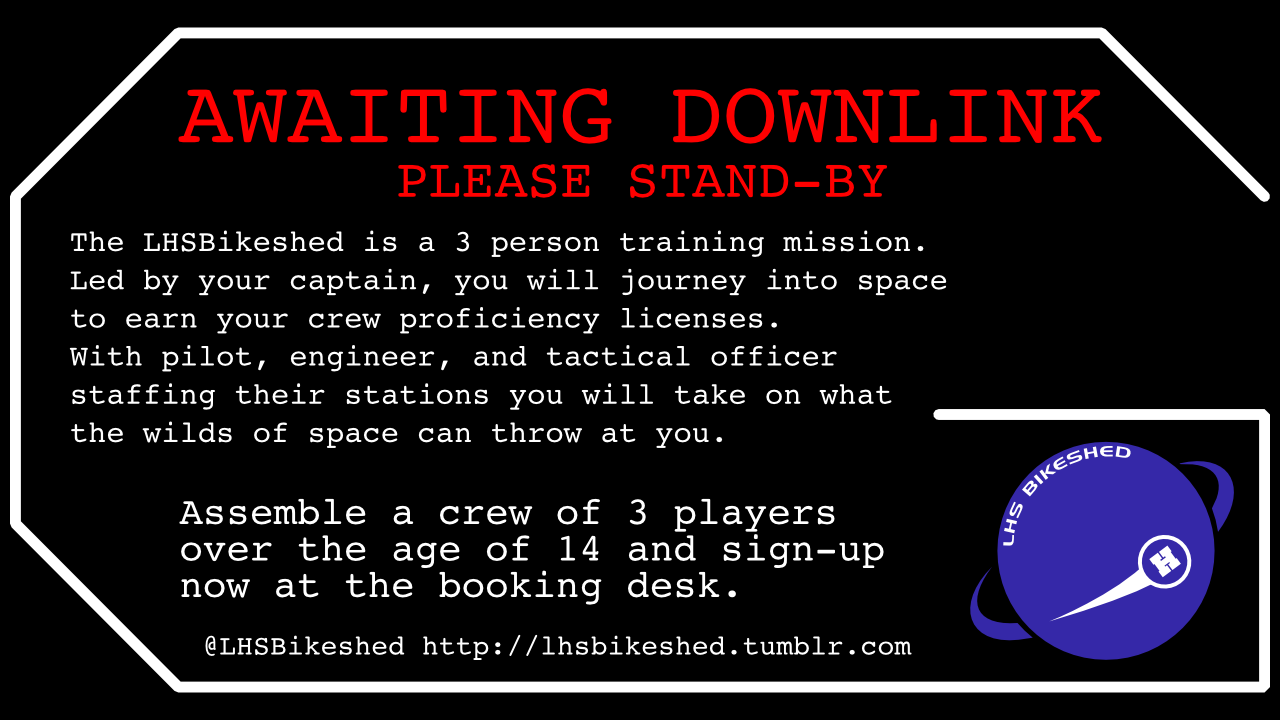 AWAITING DOWNLINK
PLEASE STAND-BY
The LHSBikeshed is a 3 person training mission.
Led by your captain, you will journey into space
to earn your crew proficiency licenses.
With pilot, engineer, and tactical officer
staffing their stations you will take on what
the wilds of space can throw at you.
Assemble a crew of 3 players
over the age of 14 and sign-up
now at the booking desk.
@LHSBikeshed http://lhsbikeshed.tumblr.com
LHS BIKESHED